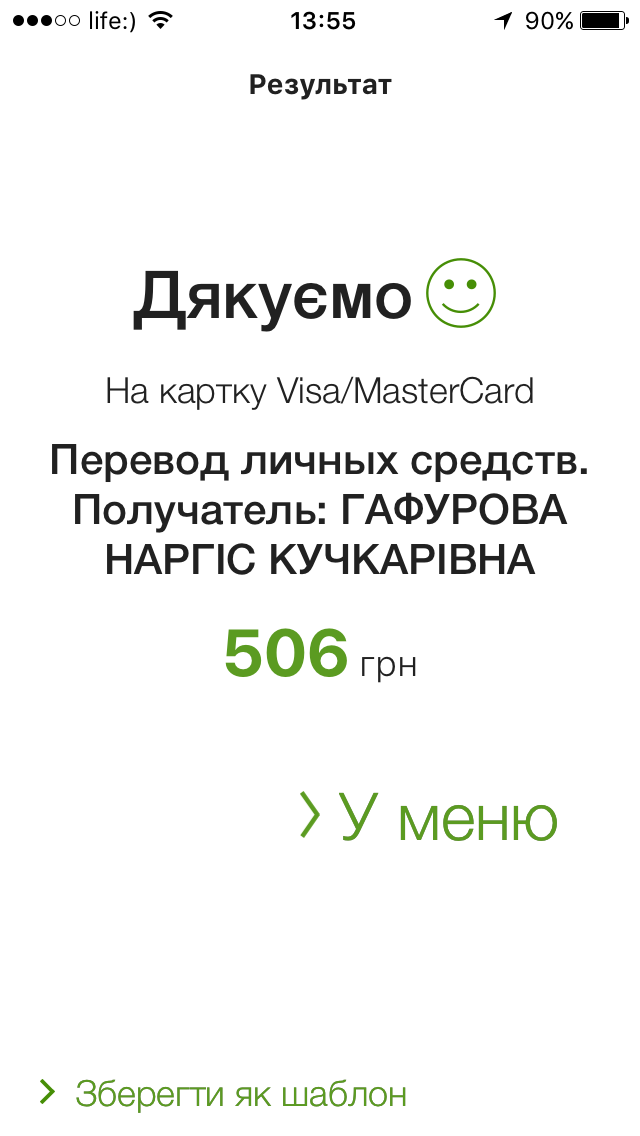 life:) 13:55 90%
Результат
Дякуємо
На картку Visa/MasterCard
Перевод личных средств.
Получатель: ГАФУРОВА
НАРГІС КУЧКАРІВНА
506 грн
У меню
Зберегти як шаблон